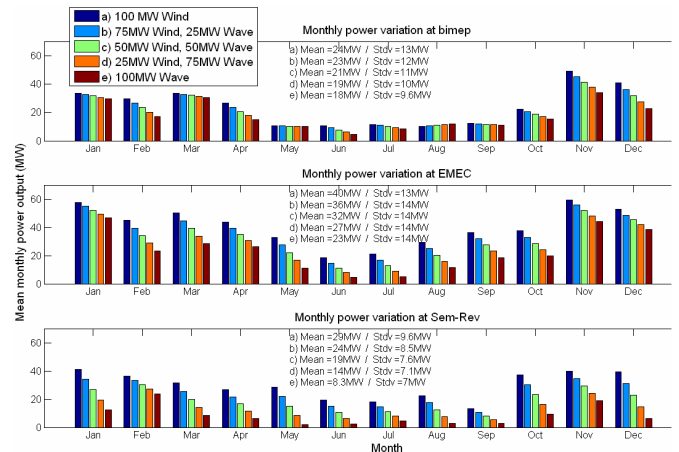 a) 100 MW Wind
b) 75MW Wind, 25MW Wave
c) 50MW Wind, 50MW Wave
d) 25MW Wind, 75MW Wave
e) 100MW Wave
Monthly power variation at bimep
a) Mean =24MW / Stdv =13MW
b) Mean =23MW / Stdv =12MW
c) Mean =21MW / Stdv =11MW
d) Mean =19MW / Stdv =10MW
e) Mean =18MW / Stdv =9.6MW
60
40
20
0
Jan Feb Mar Apr May Jun Jul Aug Sep Oct Nov Dec
Monthly power variation at EMEC
a) Mean =40MW / Stdv =13MW
b) Mean =36MW / Stdv =14MW
c) Mean =32MW / Stdv =14MW
d) Mean =27MW / Stdv =14MW
e) Mean =23MW / Stdv =14MW
60
40
20
0
Jan Feb Mar Apr May Jun Jul Aug Sep Oct Nov Dec
Mean monthly power output (MW)
Monthly power variation at Sem-Rev
a) Mean =29MW / Stdv =9.6MW
b) Mean =24MW / Stdv =8.5MW
c) Mean =19MW / Stdv =7.6MW
d) Mean =14MW / Stdv =7.1MW
e) Mean =8.3MW / Stdv =7MW
60
40
20
0
Jan Feb Mar Apr May Jun Jul Aug Sep Oct Nov Dec
Month